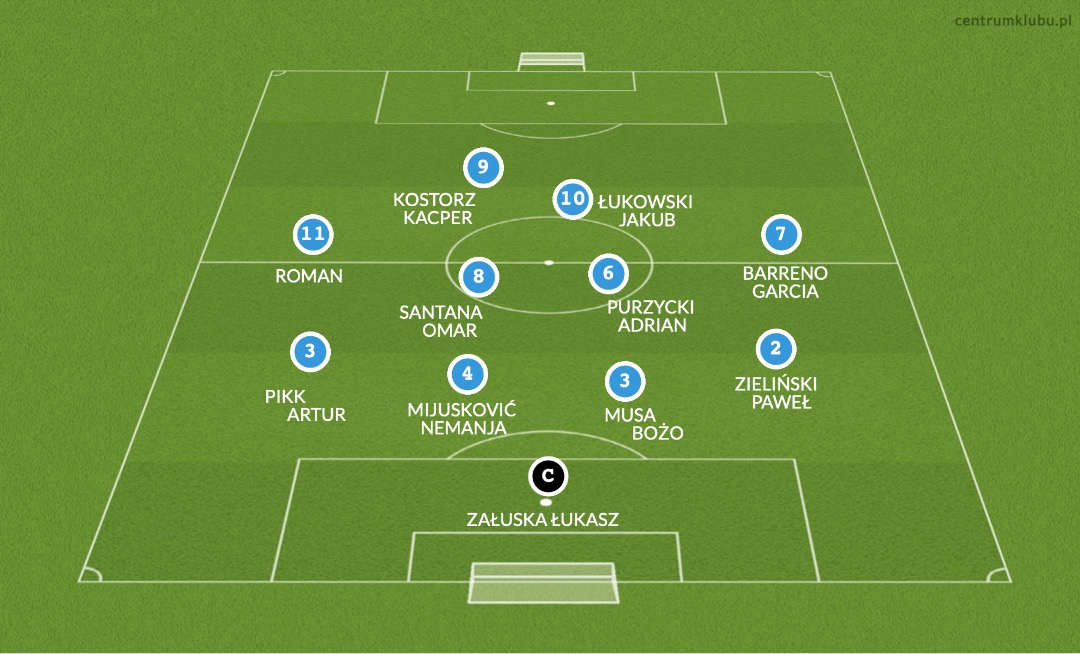 centrumklubu.pl
9
KOSTORZ
KACPER
10
ŁUKOWSKI
JAKUB
11
ROMAN
7
BARRENO
GARCIA
8
SANTANA
OMAR
6
PURZYCKI
ADRIAN
3
PIKK
ARTUR
4
MIJUSKOVIĆ
NEMANJA
3
MUSA
BOŻO
2
ZIELIŃSKI
PAWEŁ
C
ZAŁUSKA ŁUKASZ